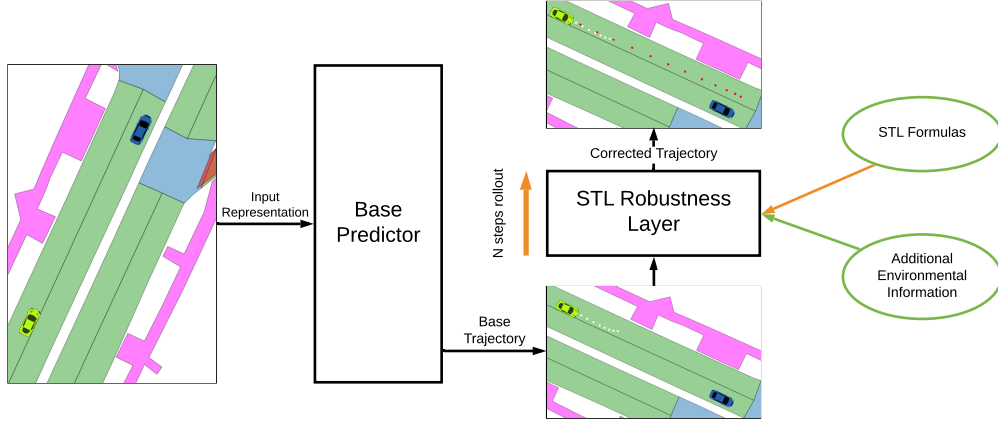 Input
Representation
Base
Predictor
Base
Trajectory
N steps rollout
Corrected Trajectory
STL Robustness
Layer
STL Formulas
Additional
Environmental
Information